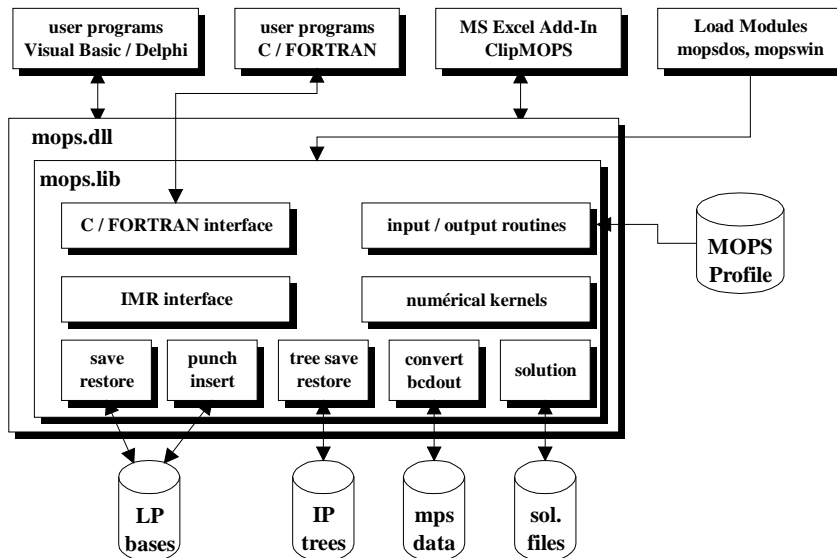 user programs
Visual Basic / Delphi
user programs
C / FORTRAN
MS Excel Add-In
ClipMOPS
Load Modules
mopsdos, mopswin
mops.dll
mops.lib
C / FORTRAN interface
input / output routines
MOPS
Profile
IMR interface
numérical kernels
save
restore
punch
insert
tree save
restore
convert
bcdout
solution
LP
bases
IP
trees
mps
data
sol.
files